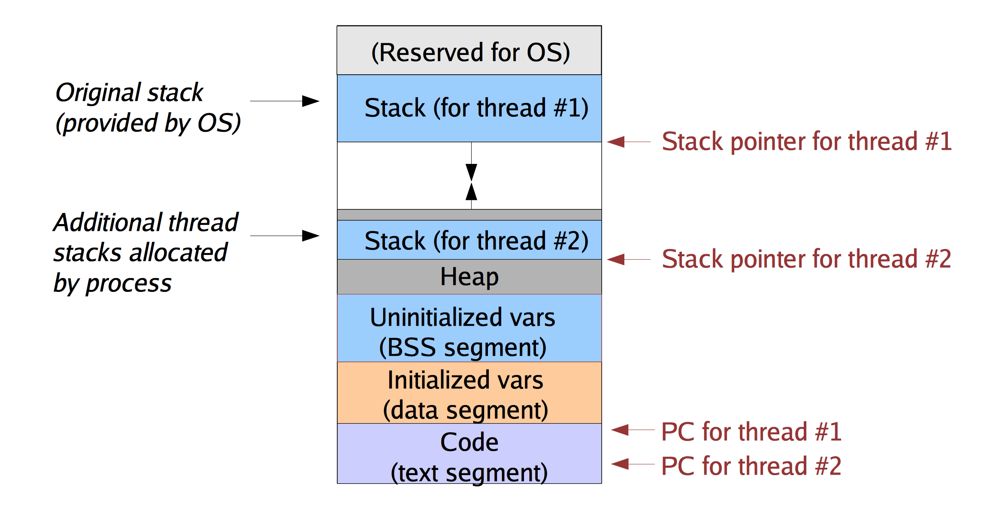 (Reserved for OS)
Original stack
(provided by OS)
Stack (for thread #1)
Stack pointer for thread #1
Additional thread
stacks allocated
by process
Stack (for thread #2)
Stack pointer for thread #2
Heap
Uninitialized vars
(BSS segment)
Initialized vars
(data segment)
Code
(text segment)
PC for thread #1
PC for thread #2